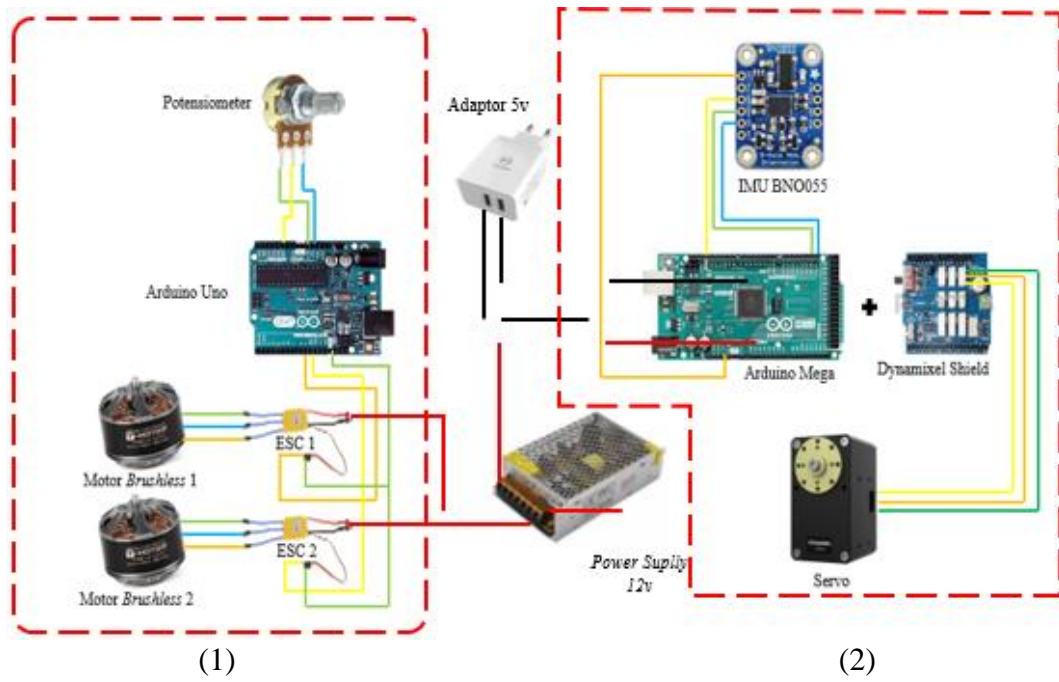 Potensiometer
Adaptor 5v
IMU BNO055
Arduino Uno
Arduino Mega
Dynamixel Shield
ESC 1
Motor Brushless 1
ESC 2
Motor Brushless 2
Power Suplly
12v
Servo
(1)
(2)